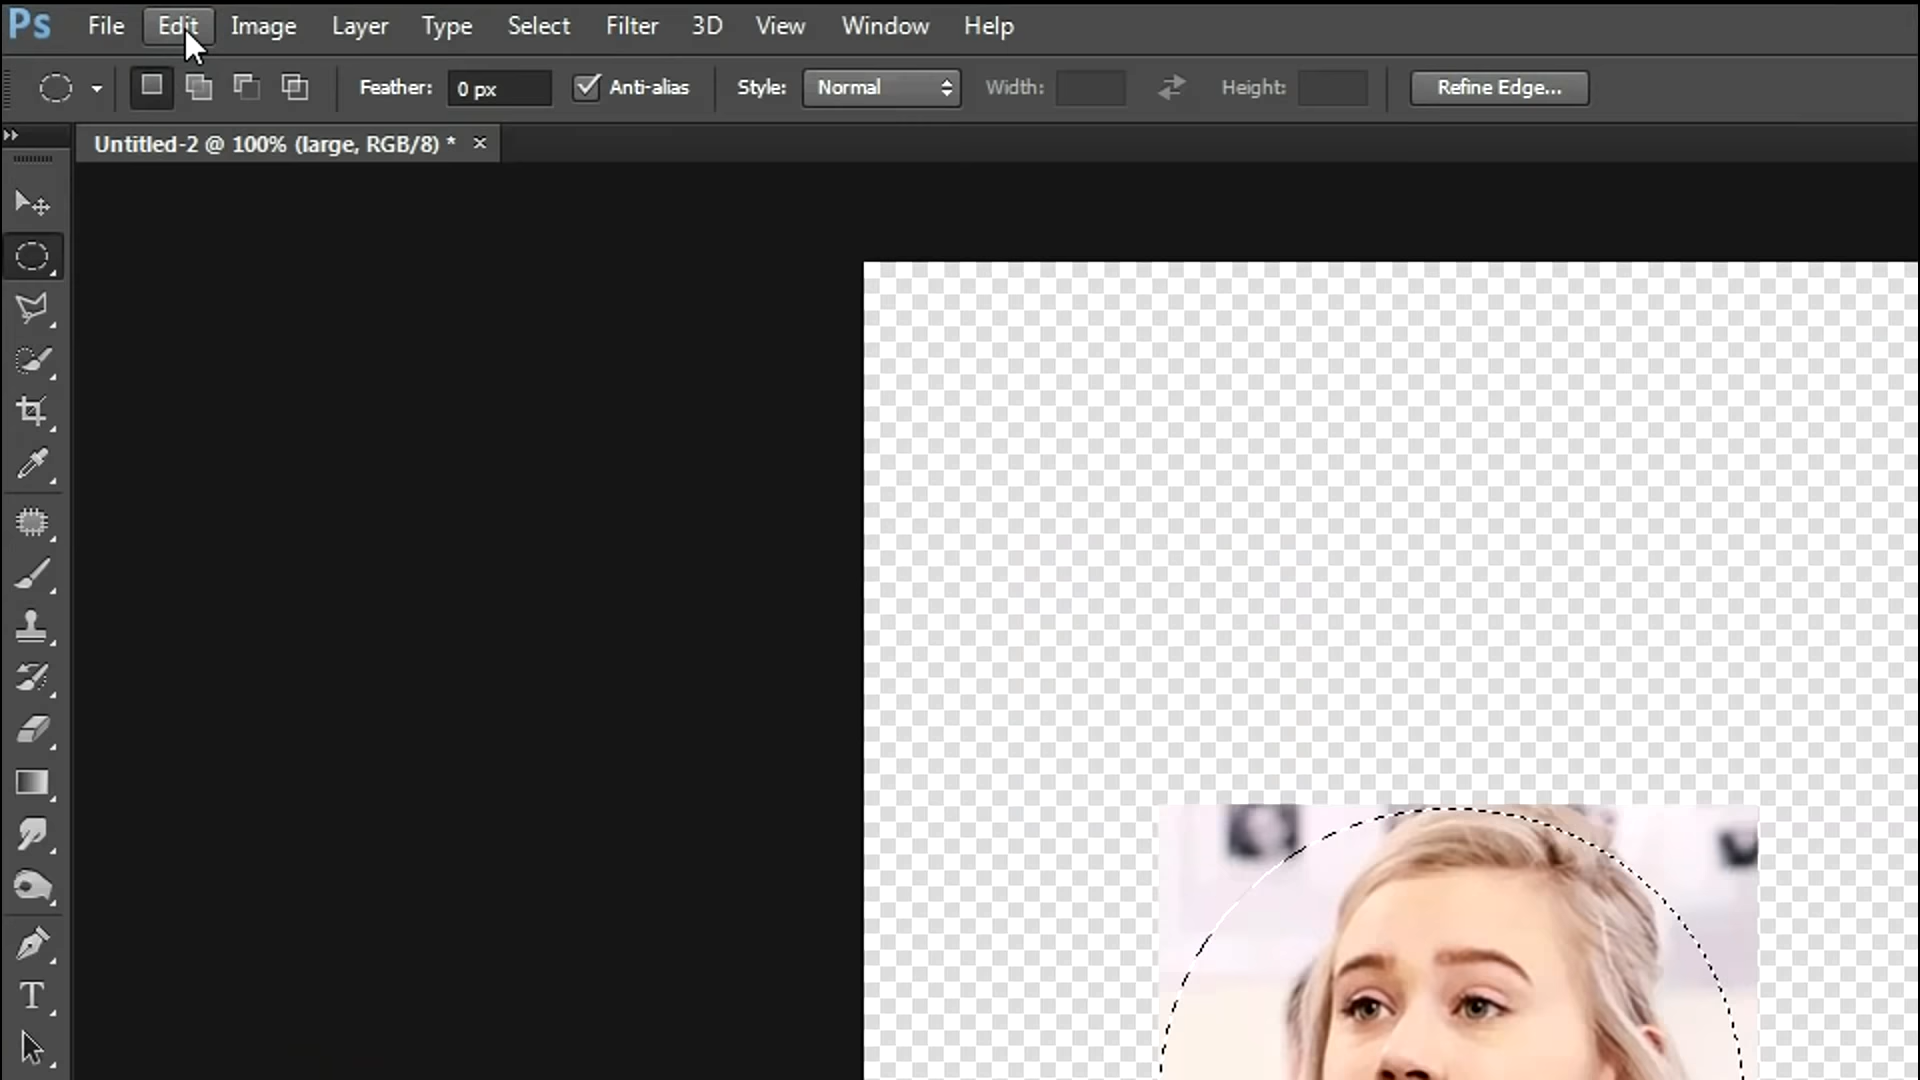 Ps File Edit Image Layer Type Select Filter 3D View Window Help
Feather: 0 px Anti-alias Style: Normal Width: Height: Refine Edge...
Untitled-2 @ 100% (large, RGB/8) * ×
T